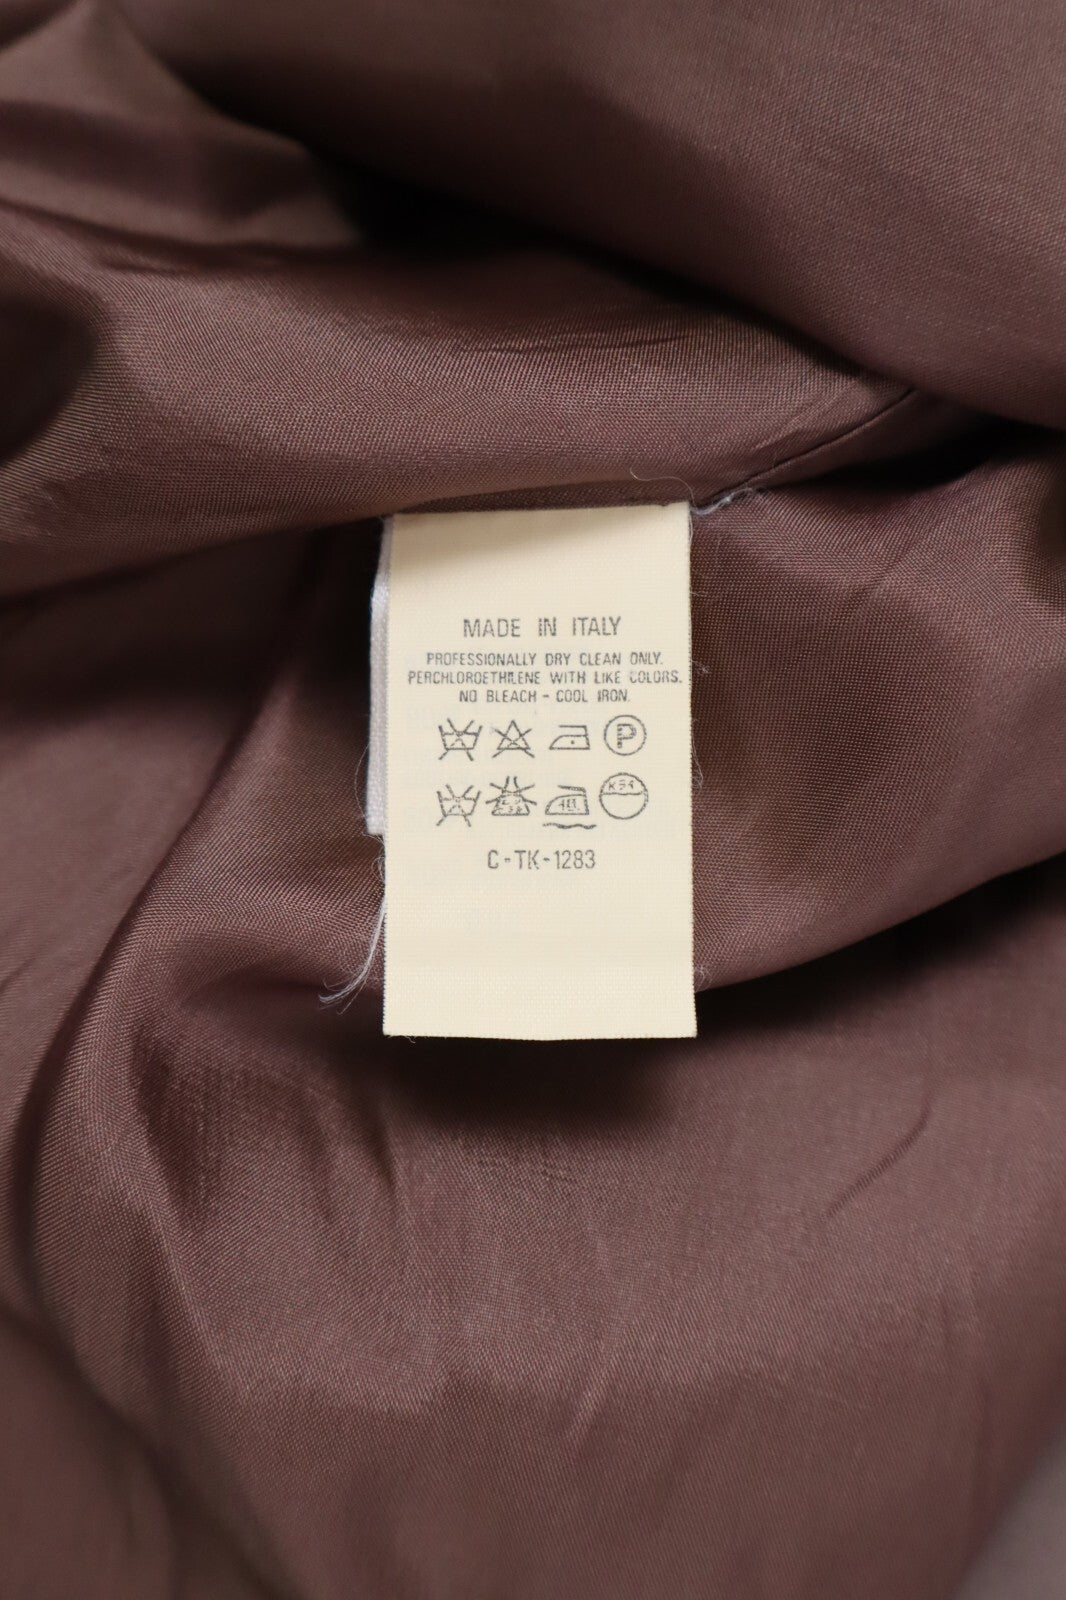 MADE IN ITALY
PROFESSIONALLY DRY CLEAN ONLY.
PERCHLOROETHILENE WITH LIKE COLORS.
NO BLEACH - COOL IRON.
P
C-TK-1283